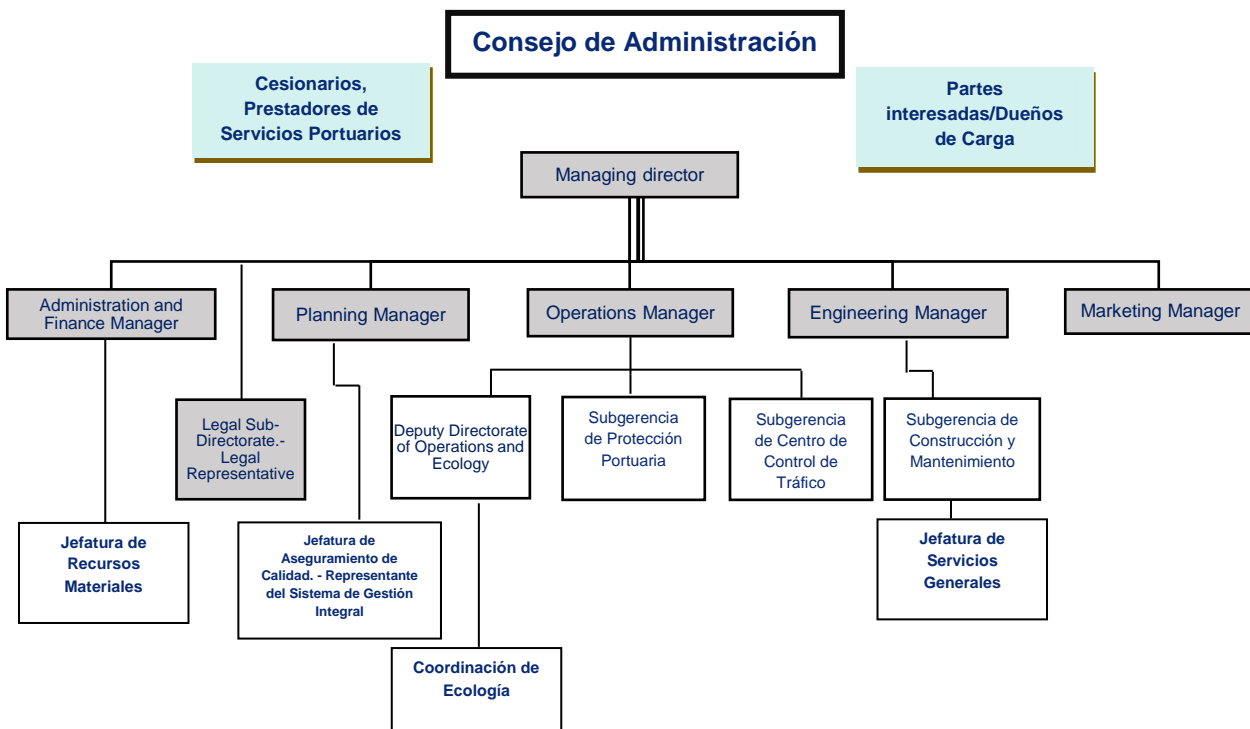 Consejo de Administración
Cesionarios,
Prestadores de
Servicios Portuarios
Partes
interesadas/Dueños
de Carga
Managing director
Administration and
Finance Manager
Planning Manager
Operations Manager
Engineering Manager
Marketing Manager
Legal Sub-
Directorate.-
Legal
Representative
Deputy Directorate
of Operations and
Ecology
Subgerencia
de Protección
Portuaria
Subgerencia
de Centro de
Control de
Tráfico
Subgerencia de
Construcción y
Mantenimiento
Jefatura de
Recursos
Materiales
Jefatura de
Aseguramiento de
Calidad. - Representante
del Sistema de Gestión
Integral
Jefatura de
Servicios
Generales
Coordinación de
Ecología